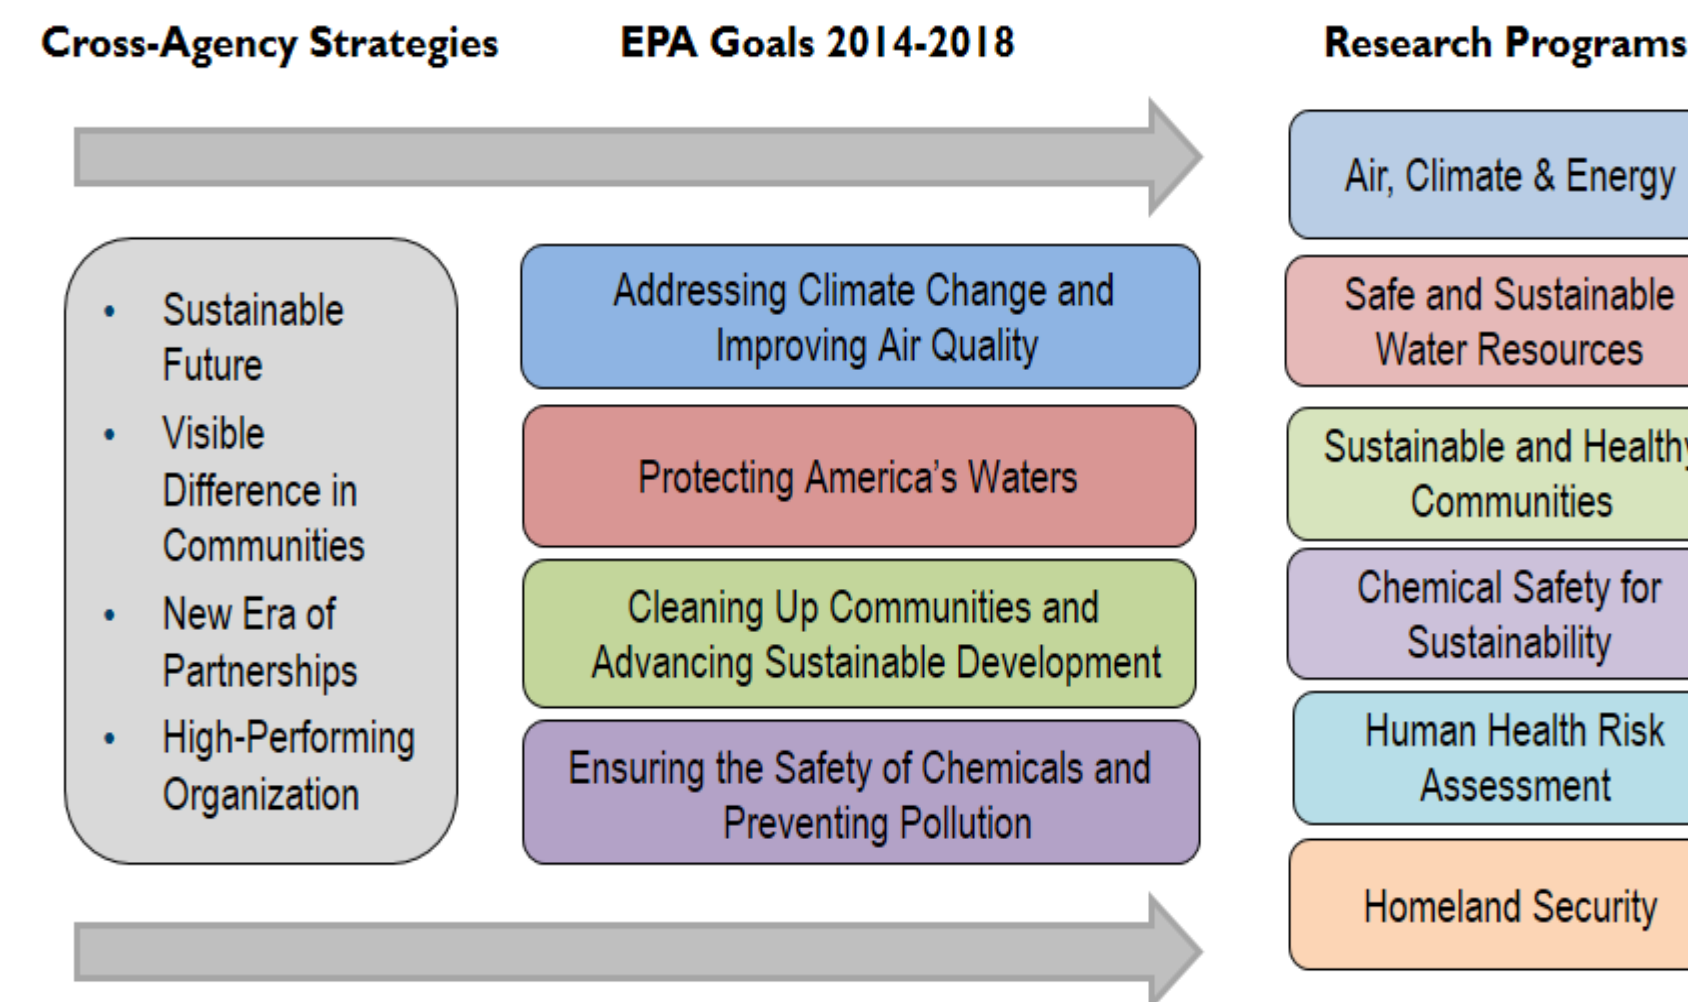 Cross-Agency Strategies
EPA Goals 2014-2018
Research Programs
• Sustainable
Future
• Visible
Difference in
Communities
• New Era of
Partnerships
• High-Performing
Organization
Addressing Climate Change and
Improving Air Quality
Protecting America’s Waters
Cleaning Up Communities and
Advancing Sustainable Development
Ensuring the Safety of Chemicals and
Preventing Pollution
Air, Climate & Energy
Safe and Sustainable
Water Resources
Sustainable and Healthy
Communities
Chemical Safety for
Sustainability
Human Health Risk
Assessment
Homeland Security